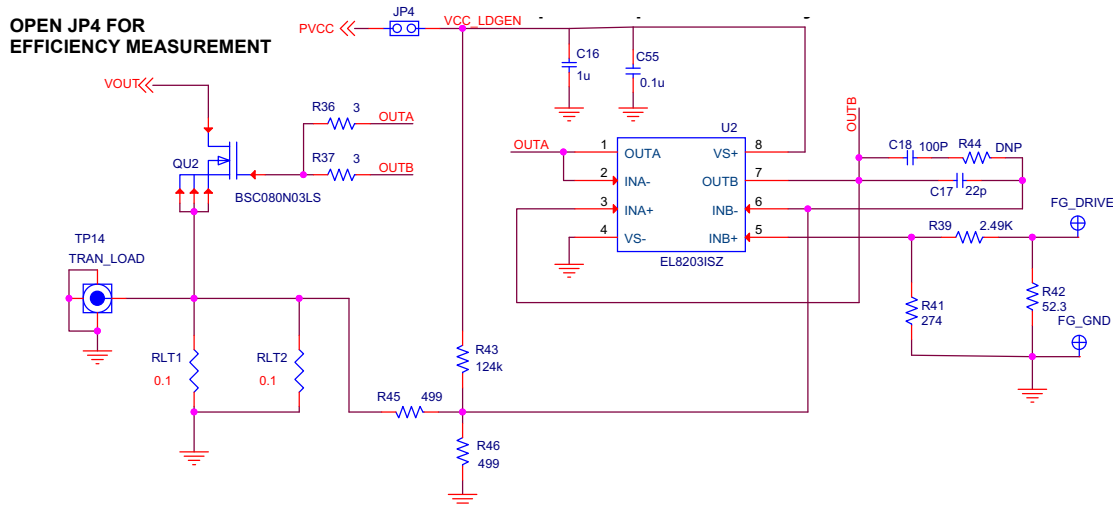 OPEN JP4 FOR
EFFICIENCY MEASUREMENT
JP4
PVCC
VCC_LDGEN
C16
1u
C55
0.1u
VOUT
R36 3
OUTA
R37 3
OUTB
QU2
BSC080N03LS
U2
OUTA
1 OUTA
2 INA-
3 INA+
4 VS-
VS+ 8
OUTB 7
INB- 6
INB+ 5
EL8203ISZ
OUTB
C18 100P
R44 DNP
C17 22p
FG_DRIVE
R39 2.49K
R41
274
R42
52.3
FG_GND
TP14
TRAN_LOAD
RLT1
0.1
RLT2
0.1
R43
124k
R45 499
R46
499